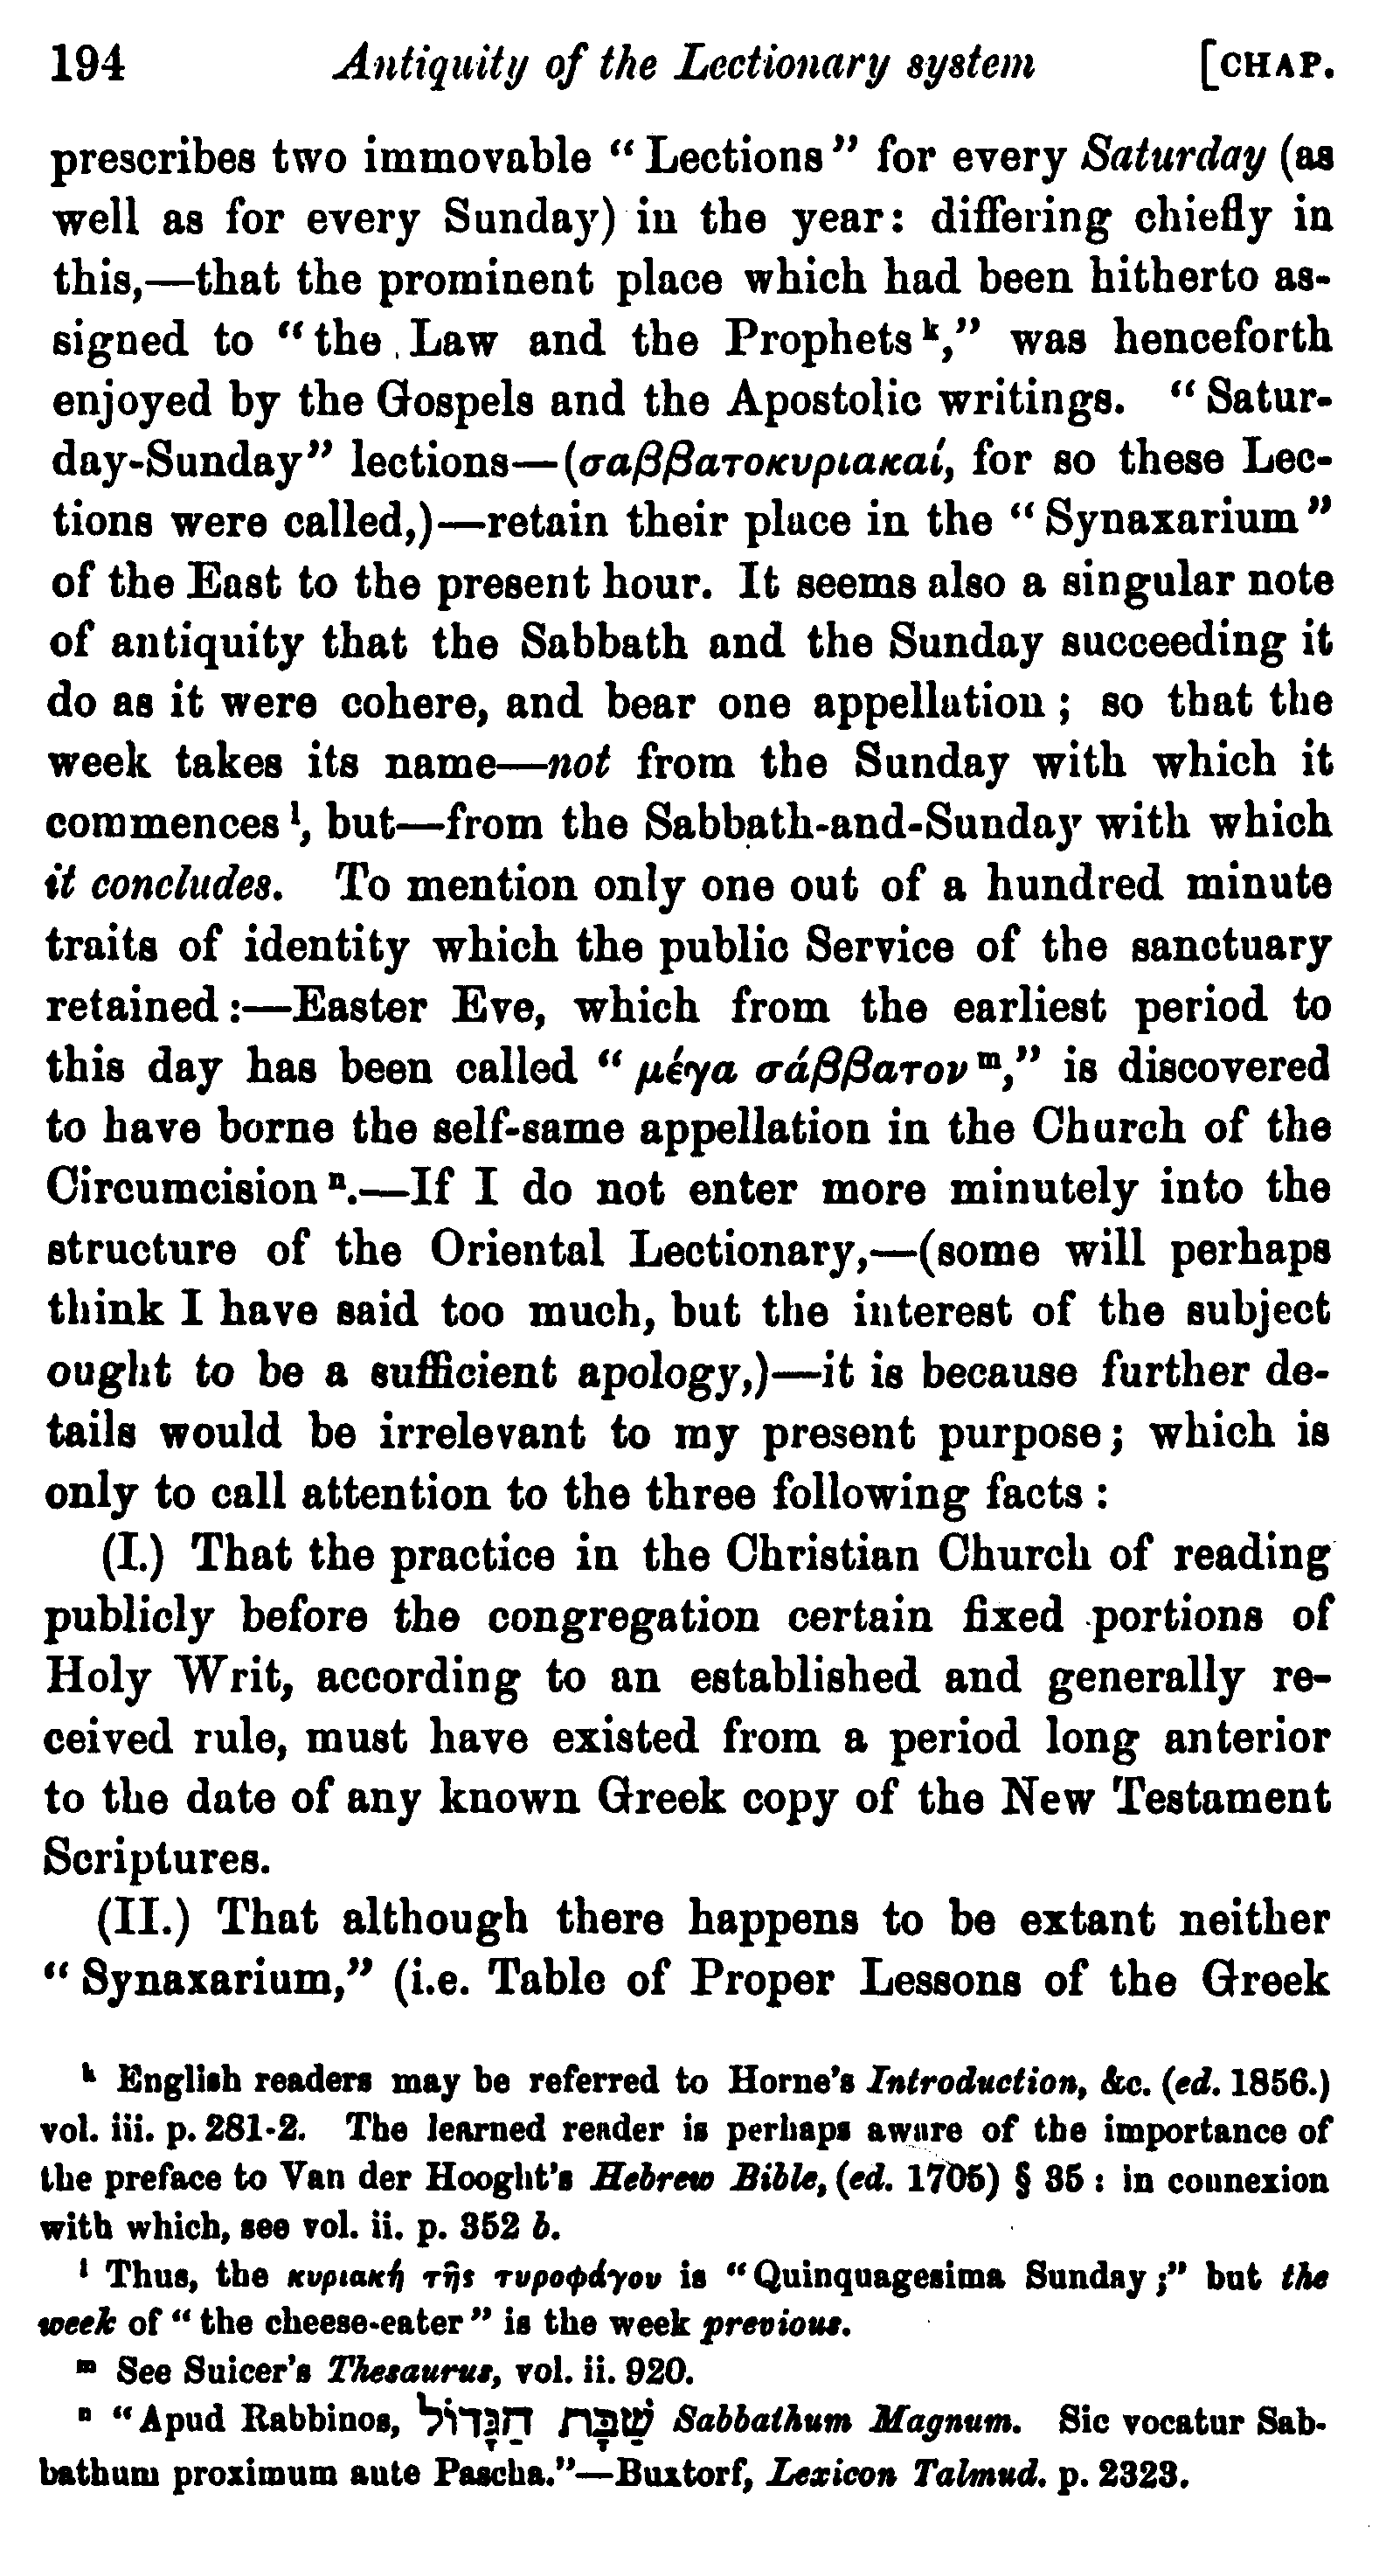 194 Antiquity of the Lectionary system [CHAP.
prescribes two immovable “Lections” for every Saturday (as
well as for every Sunday) in the year: differing chiefly in
this,—that the prominent place which had been hitherto as-
signed to “the Law and the Prophets k,” was henceforth
enjoyed by the Gospels and the Apostolic writings. “Satur-
day-Sunday” lections—(σαββατοκυριακαί, for so these Lec-
tions were called,)—retain their place in the “Synaxarium”
of the East to the present hour. It seems also a singular note
of antiquity that the Sabbath and the Sunday succeeding it
do as it were cohere, and bear one appellation; so that the
week takes its name—not from the Sunday with which it
commences l, but—from the Sabbath-and-Sunday with which
it concludes. To mention only one out of a hundred minute
traits of identity which the public Service of the sanctuary
retained:—Easter Eve, which from the earliest period to
this day has been called “μέγα σάββατον m,” is discovered
to have borne the self-same appellation in the Church of the
Circumcision n.—If I do not enter more minutely into the
structure of the Oriental Lectionary,—(some will perhaps
think I have said too much, but the interest of the subject
ought to be a sufficient apology,)—it is because further de-
tails would be irrelevant to my present purpose; which is
only to call attention to the three following facts:
(I.) That the practice in the Christian Church of reading
publicly before the congregation certain fixed portions of
Holy Writ, according to an established and generally re-
ceived rule, must have existed from a period long anterior
to the date of any known Greek copy of the New Testament
Scriptures.
(II.) That although there happens to be extant neither
“Synaxarium,” (i.e. Table of Proper Lessons of the Greek
k English readers may be referred to Horne’s Introduction, &c. (ed. 1856.)
vol. iii. p. 281-2. The learned reader is perhaps aware of the importance of
the preface to Van der Hooght’s Hebrew Bible, (ed. 1705) § 35: in connexion
with which, see vol. ii. p. 352 b.
l Thus, the κυριακὴ τῆς τυροφάγου is “Quinquagesima Sunday;” but the
week of “the cheese-eater” is the week previous.
m See Suicer’s Thesaurus, vol. ii. 920.
n “Apud Rabbinos, שַׁבָּת הַגָּדוֹל Sabbathum Magnum. Sic vocatur Sab-
bathum proximum ante Pascha.”—Buxtorf, Lexicon Talmud. p. 2323.